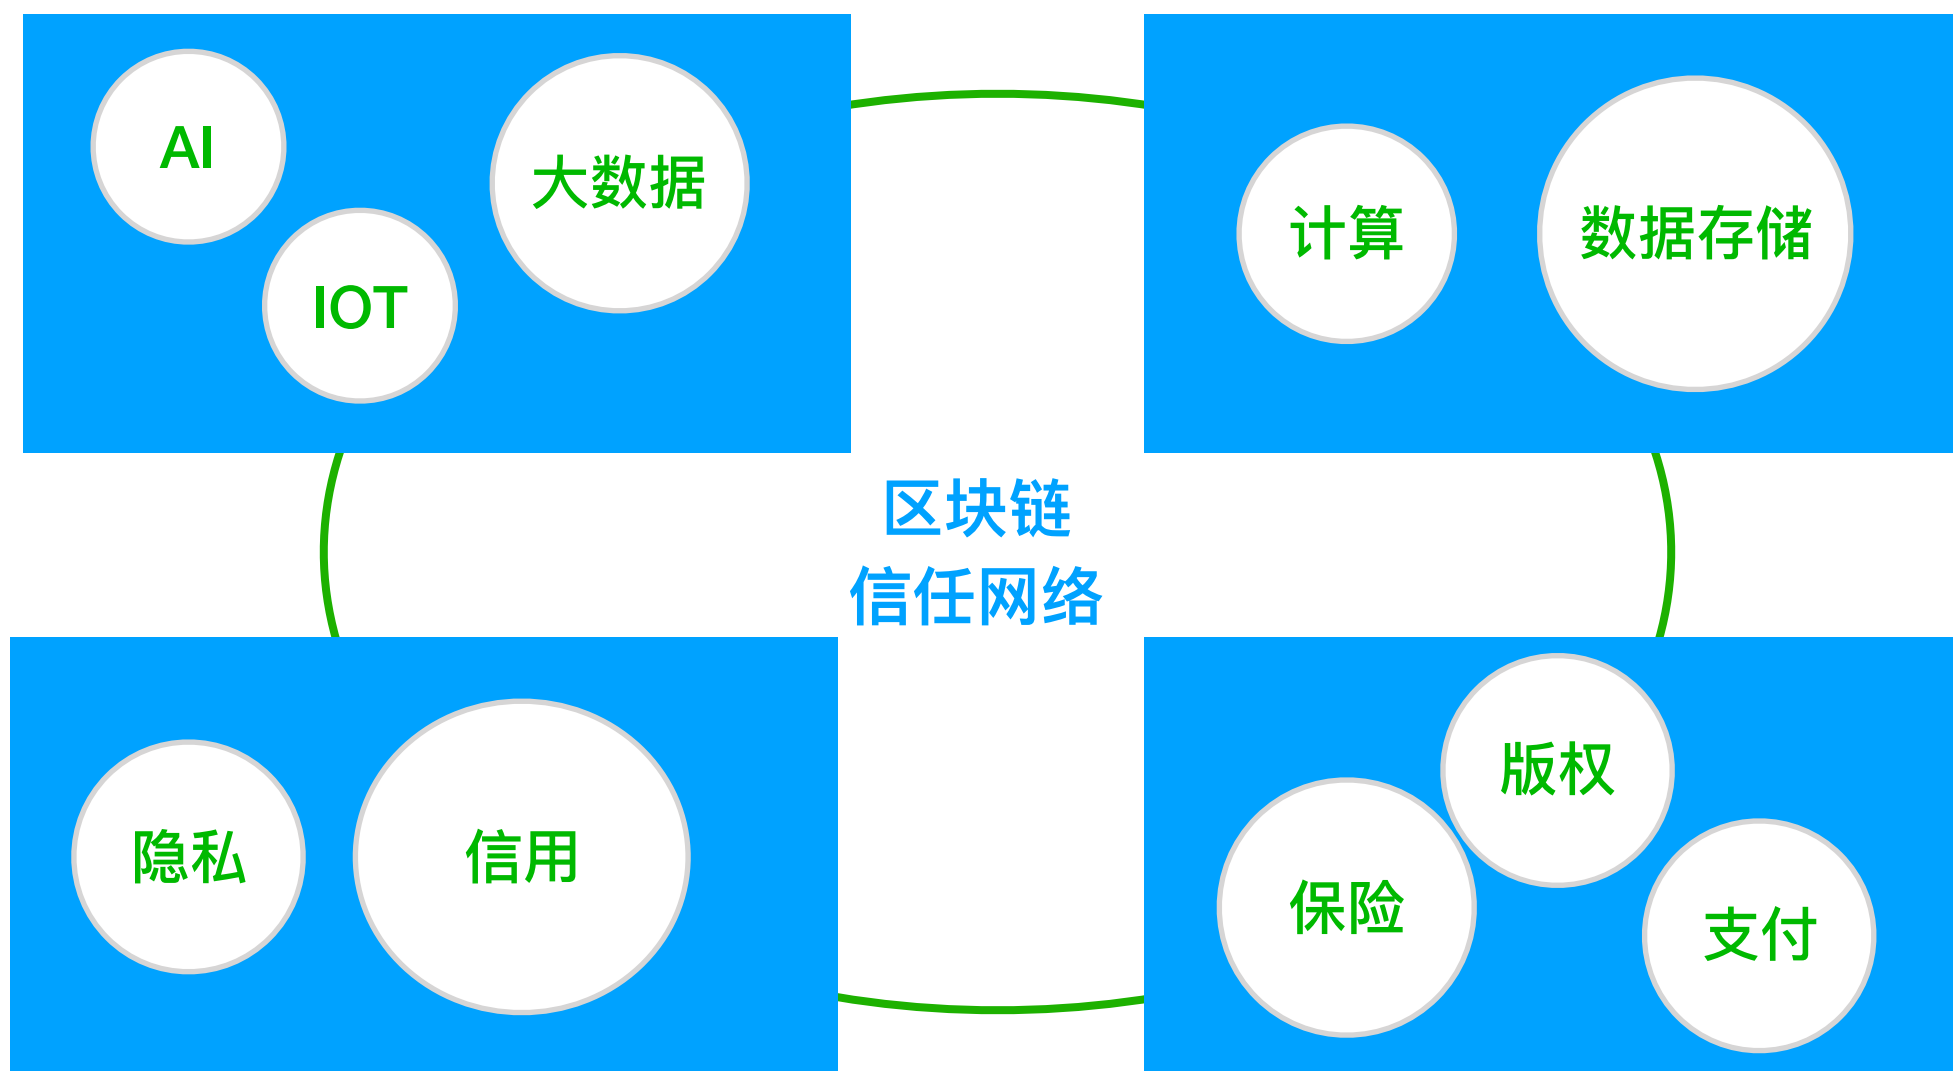 AI
大数据
IOT
计算
数据存储
区块链
信任网络
隐私
信用
版权
保险
支付